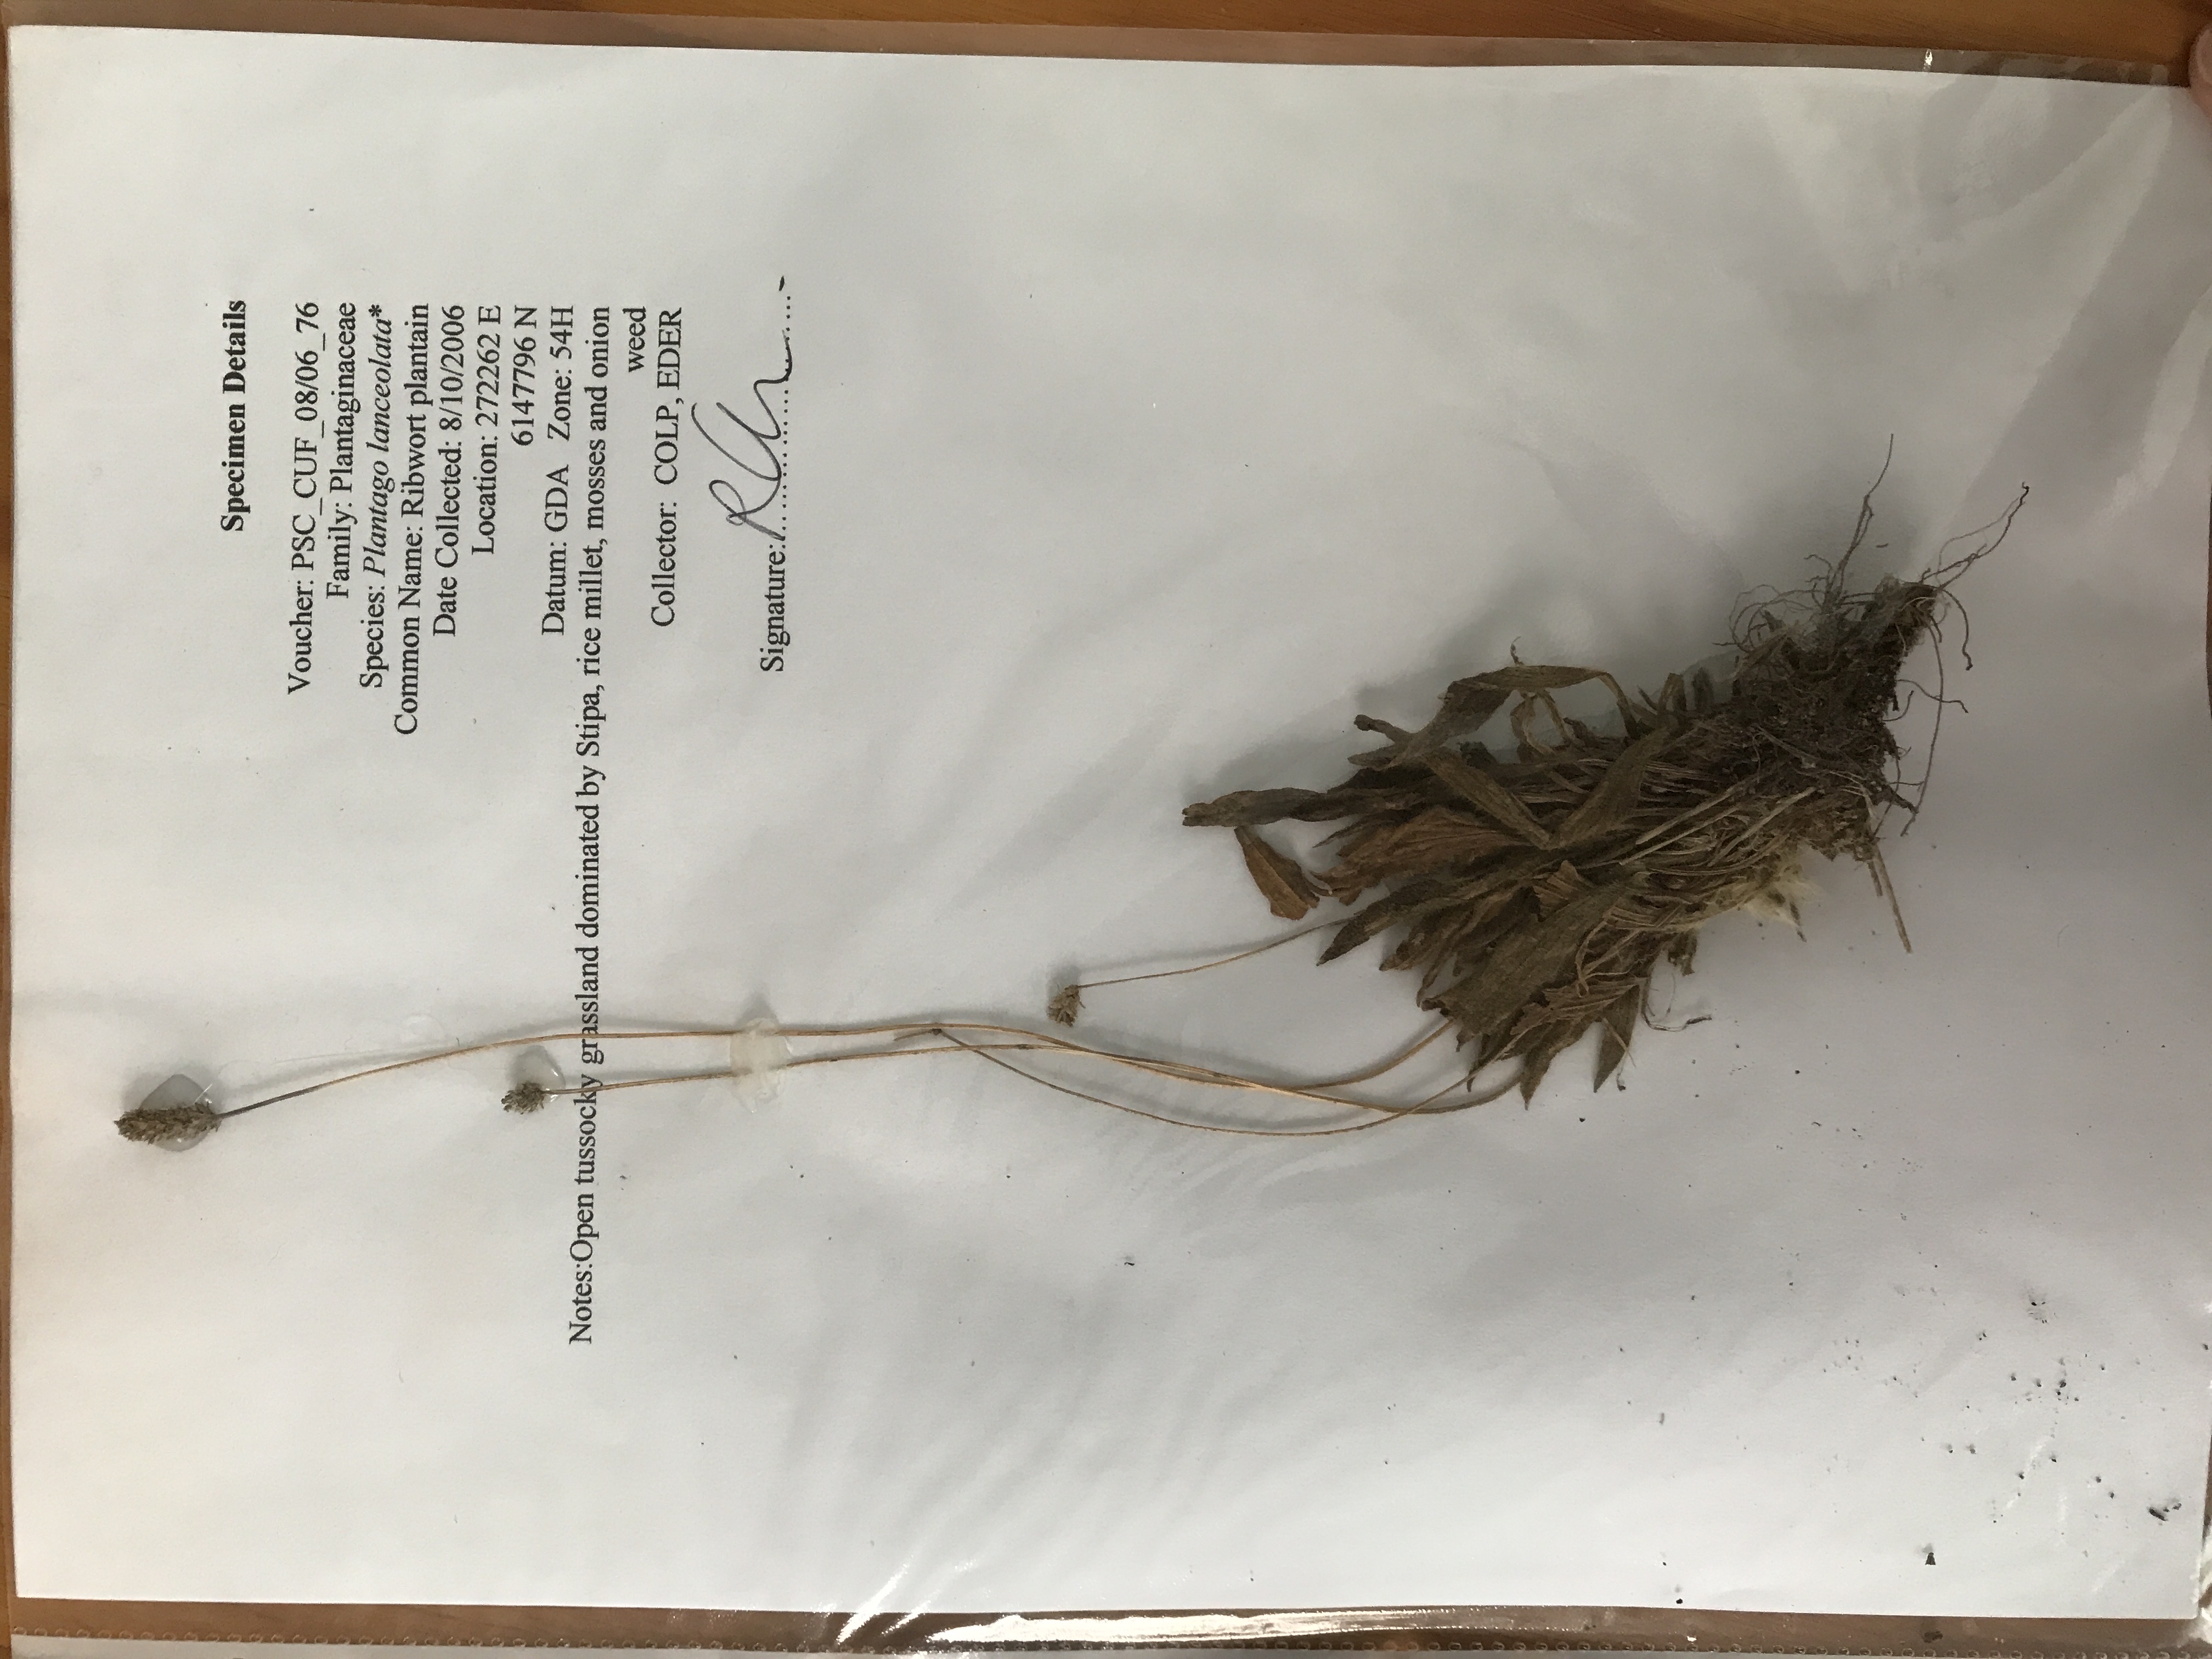 Specimen Details
Voucher: PSC_CUF_08/06_76
Family: Plantaginaceae
Species: Plantago lanceolata*
Common Name: Ribwort plantain
Date Collected: 8/10/2006
Location: 272262 E
6147796 N
Datum: GDA Zone: 54H
Notes:Open tussocky grassland dominated by Stipa, rice millet, mosses and onion
weed
Collector: COLP, EDER
Signature: